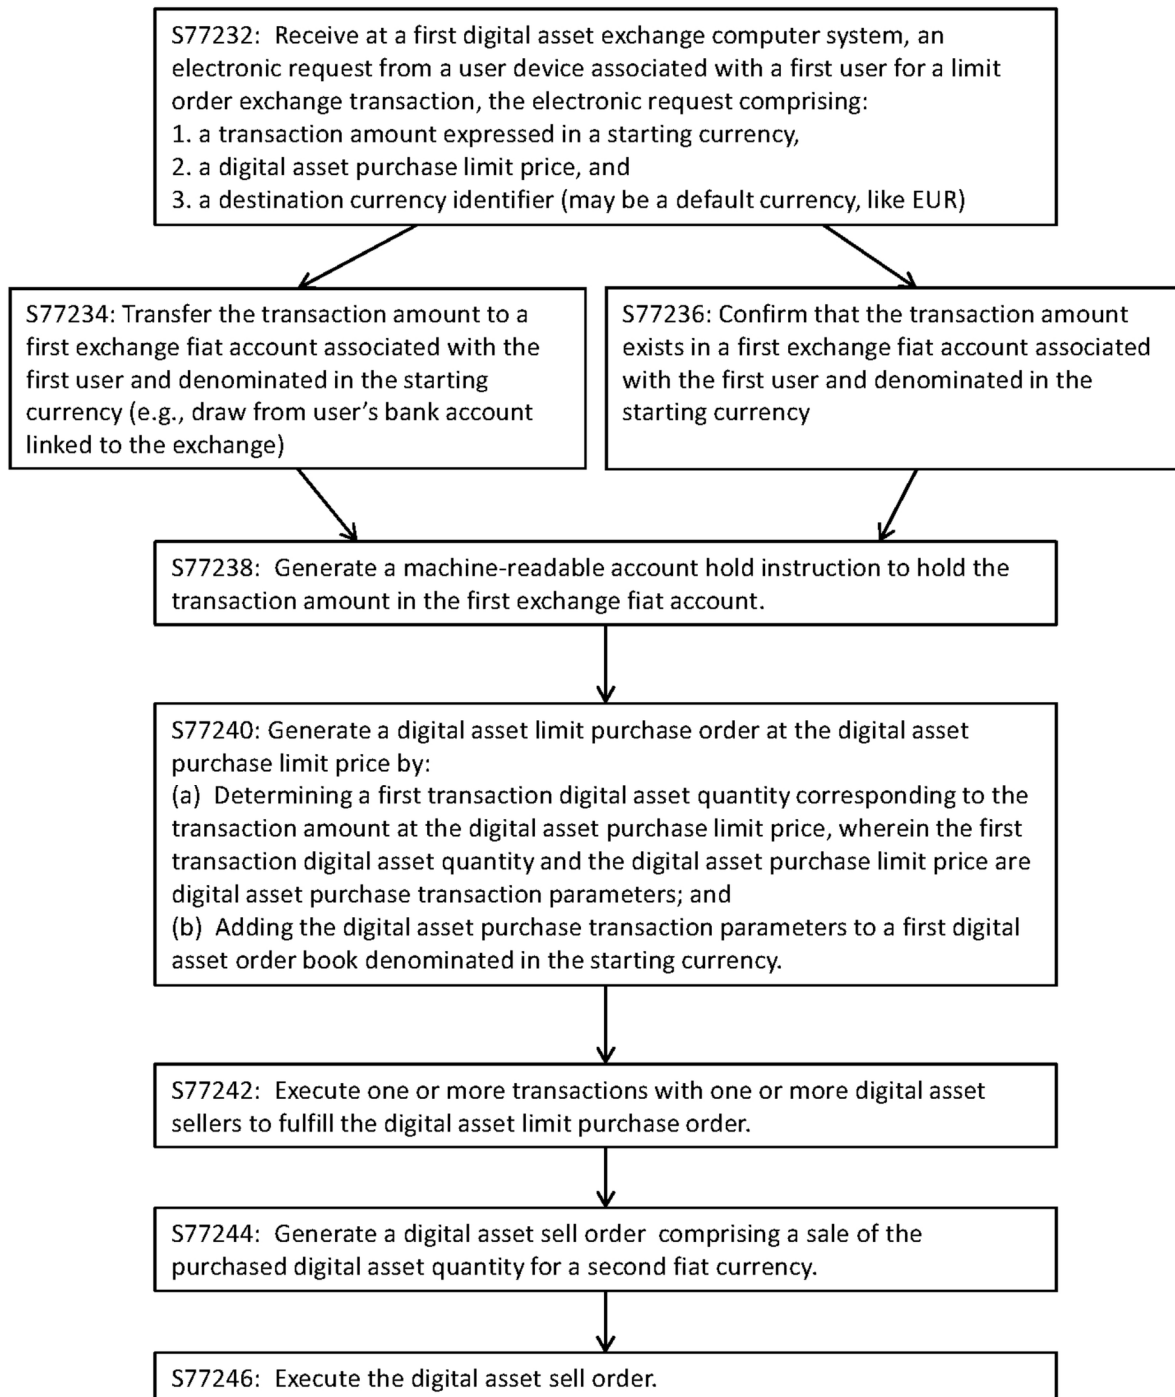 S77232: Receive at a first digital asset exchange computer system, an
electronic request from a user device associated with a first user for a limit
order exchange transaction, the electronic request comprising:
1. a transaction amount expressed in a starting currency,
2. a digital asset purchase limit price, and
3. a destination currency identifier (may be a default currency, like EUR)
S77234: Transfer the transaction amount to a
first exchange fiat account associated with the
first user and denominated in the starting
currency (e.g., draw from user’s bank account
linked to the exchange)
S77236: Confirm that the transaction amount
exists in a first exchange fiat account associated
with the first user and denominated in the
starting currency
S77238: Generate a machine-readable account hold instruction to hold the
transaction amount in the first exchange fiat account.
S77240: Generate a digital asset limit purchase order at the digital asset
purchase limit price by:
(a) Determining a first transaction digital asset quantity corresponding to the
transaction amount at the digital asset purchase limit price, wherein the first
transaction digital asset quantity and the digital asset purchase limit price are
digital asset purchase transaction parameters; and
(b) Adding the digital asset purchase transaction parameters to a first digital
asset order book denominated in the starting currency.
S77242: Execute one or more transactions with one or more digital asset
sellers to fulfill the digital asset limit purchase order.
S77244: Generate a digital asset sell order comprising a sale of the
purchased digital asset quantity for a second fiat currency.
S77246: Execute the digital asset sell order.